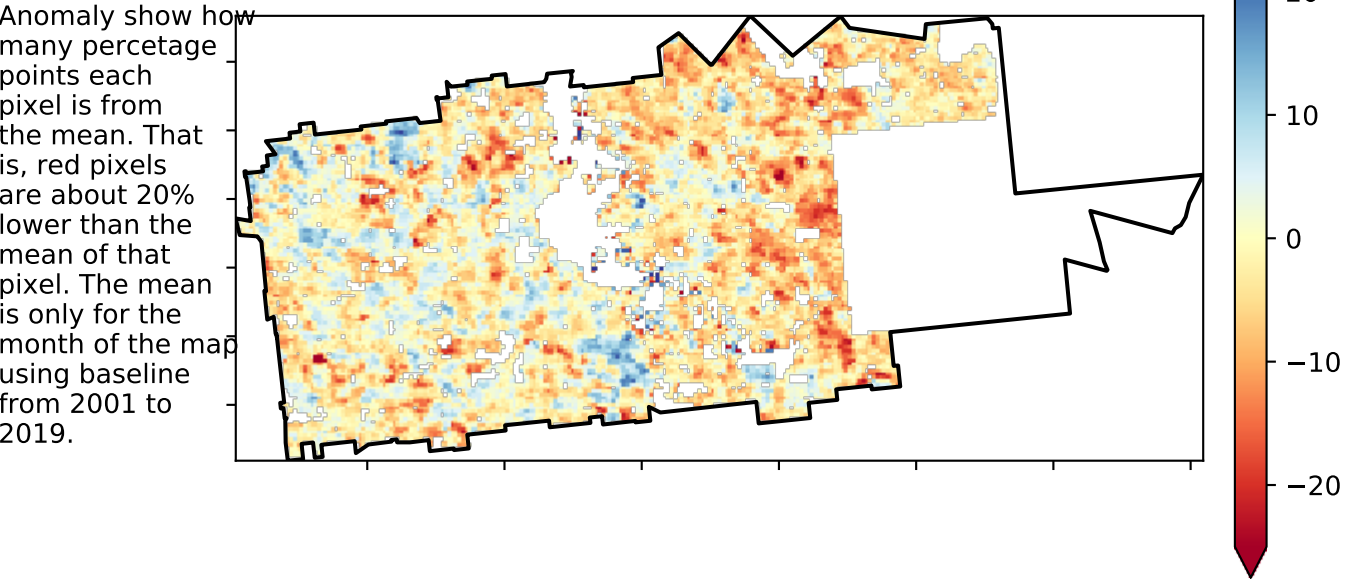 Anomaly show how
many percetage
points each
pixel is from
the mean. That
is, red pixels
are about 20%
lower than the
mean of that
pixel. The mean
is only for the
month of the map
using baseline
from 2001 to
2019.
10
0
−10
−20